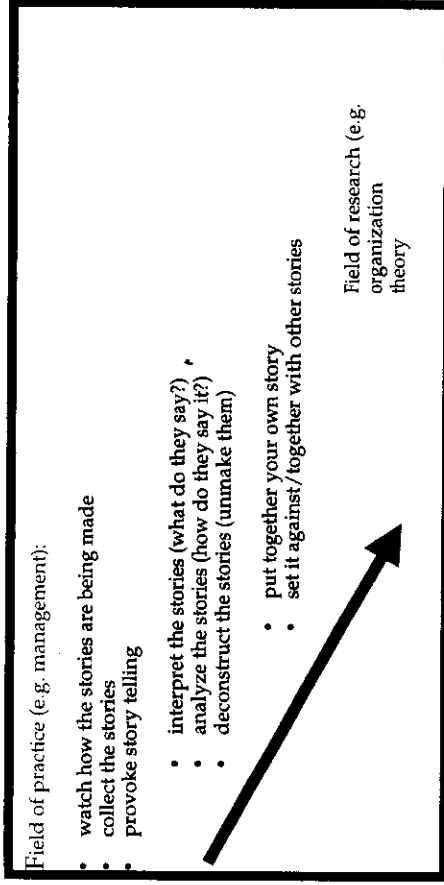 Field of practice (e.g. management):
• watch how the stories are being made
• collect the stories
• provoke story telling
• interpret the stories (what do they say?)
• analyze the stories (how do they say it?)
• deconstruct the stories (unmake them)
• put together your own story
• set it against/together with other stories
Field of research (e.g.
organization
theory